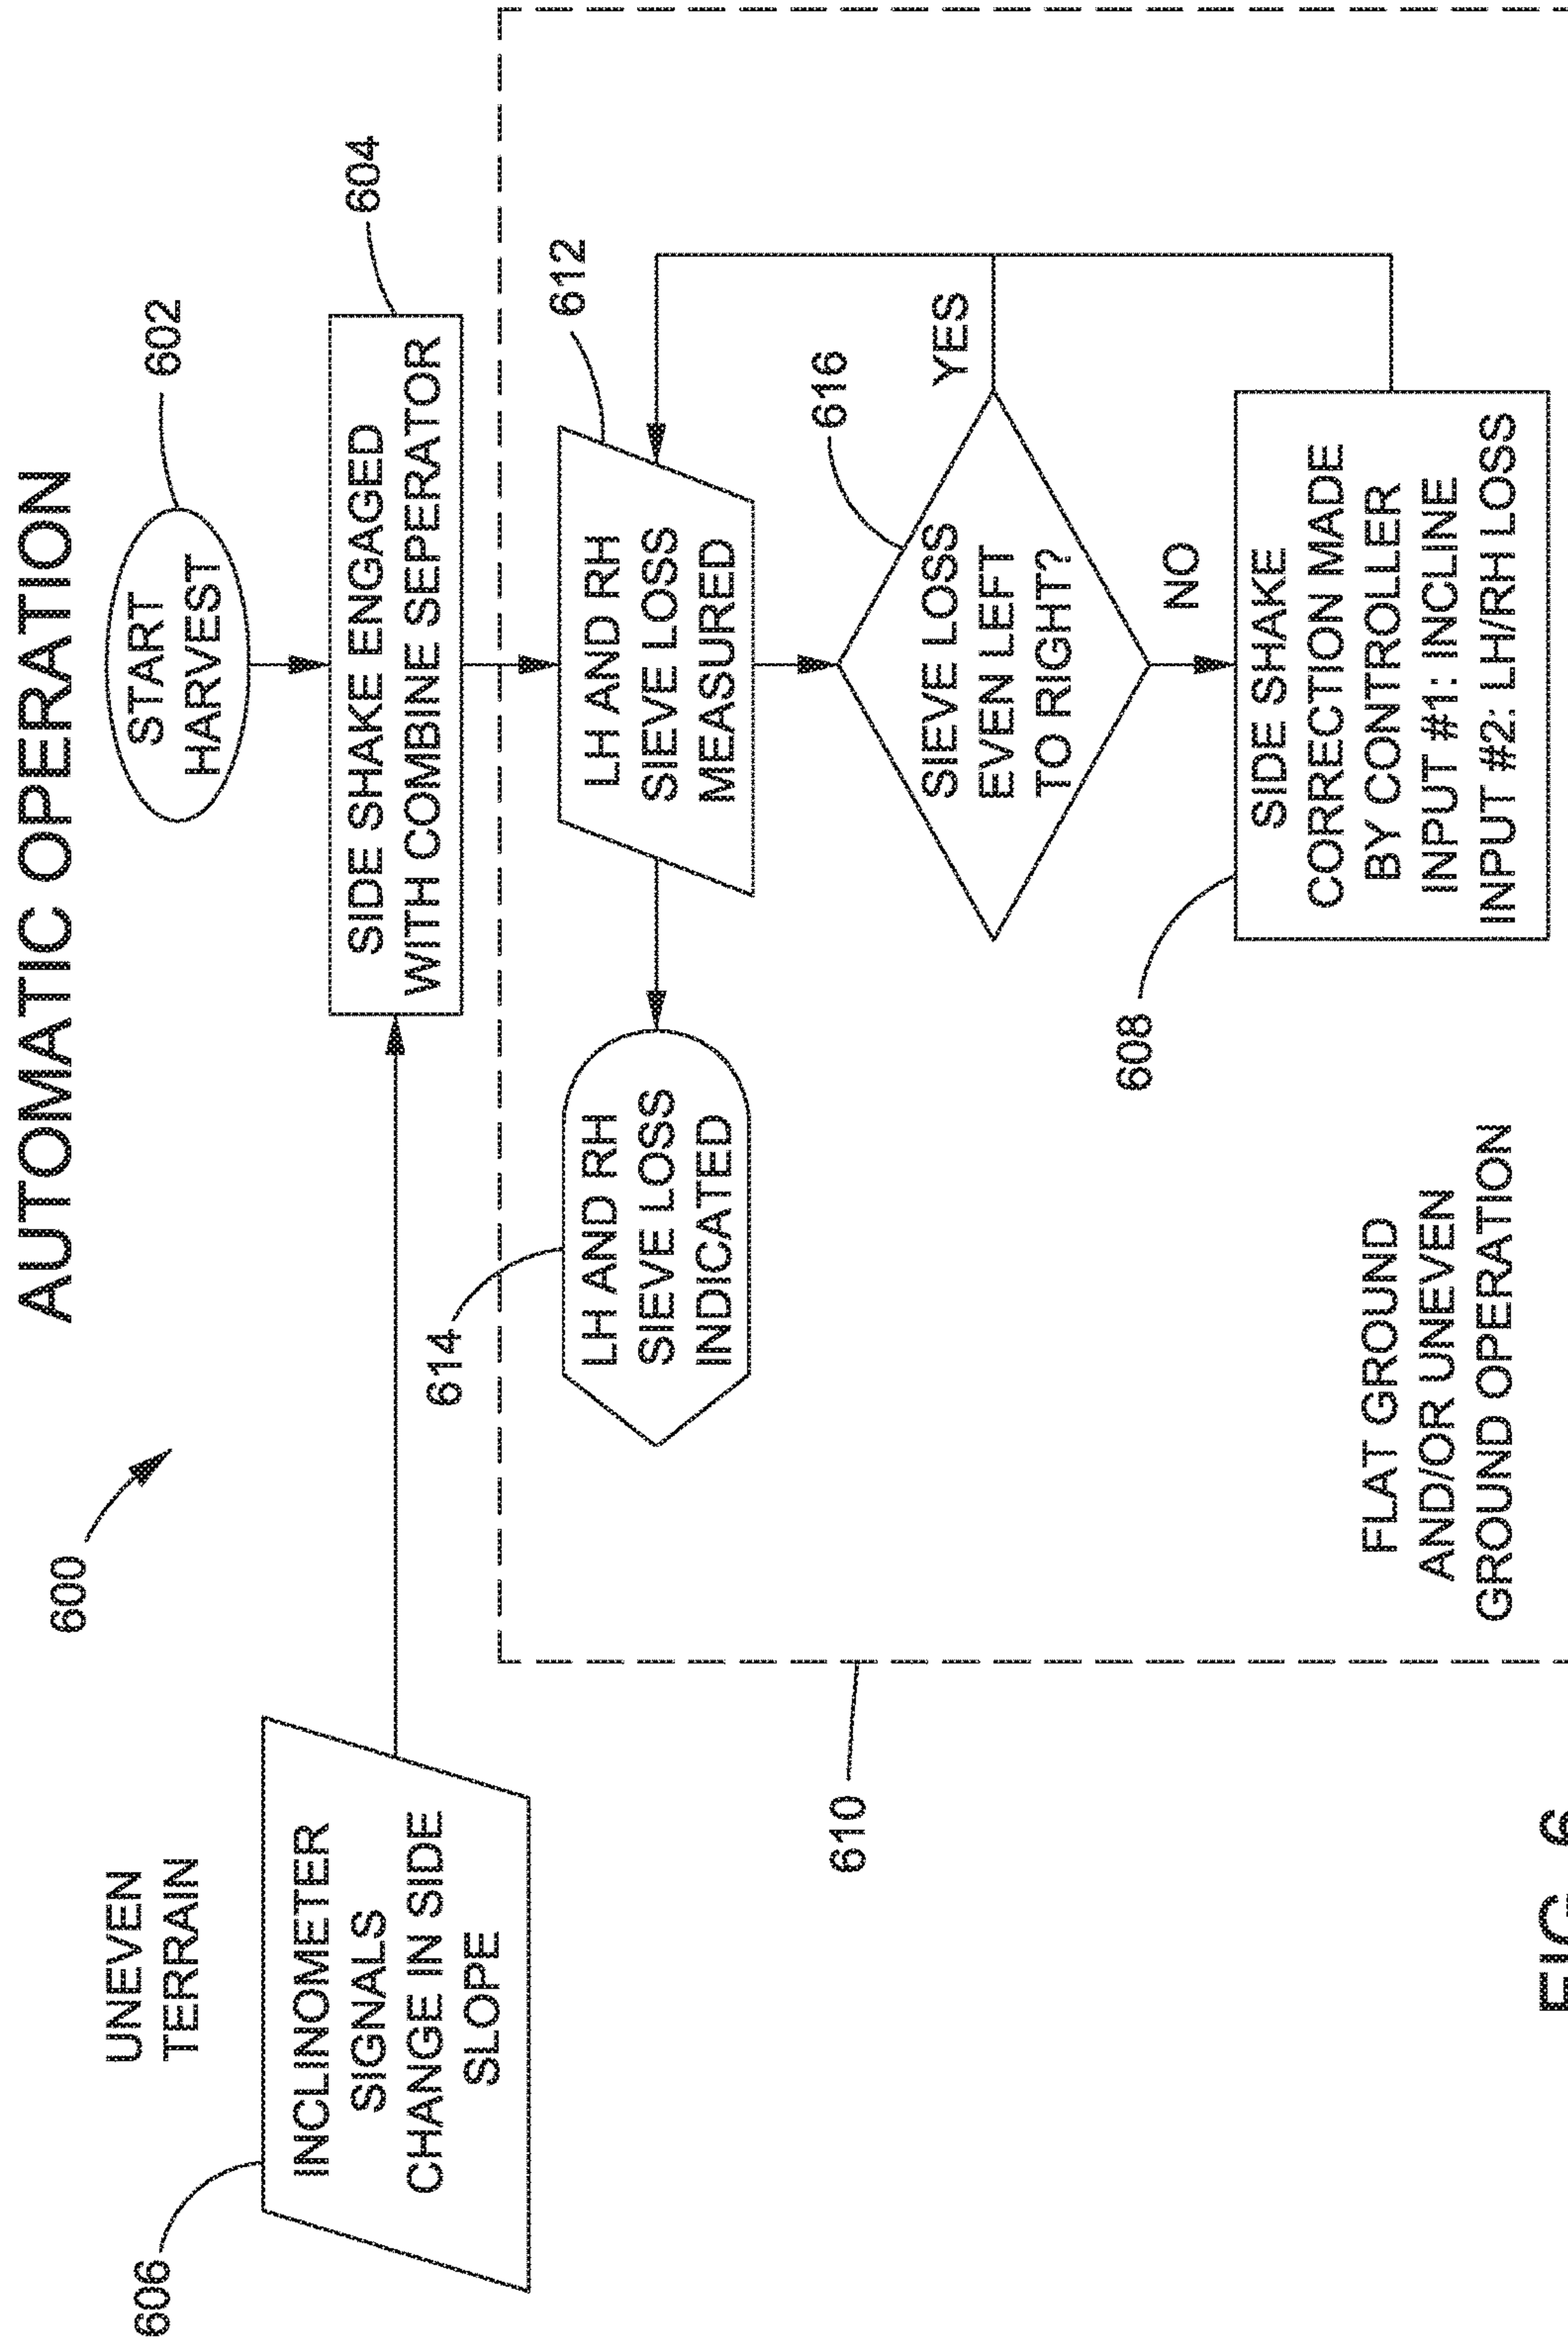 AUTOMATIC OPERATION
600
UNEVEN
TERRAIN
START
HARVEST
602
606
INCLINOMETER
SIGNALS
CHANGE IN SIDE
SLOPE
SIDE SHAKE ENGAGED
WITH COMBINE SEPERATOR
604
614
LH AND RH
SIEVE LOSS
INDICATED
LH AND RH
SIEVE LOSS
MEASURED
612
610
SIEVE LOSS
EVEN LEFT
TO RIGHT?
616
YES
NO
608
SIDE SHAKE
CORRECTION MADE
BY CONTROLLER
INPUT #1: INCLINE
INPUT #2: LH/RH LOSS
FLAT GROUND
AND/OR UNEVEN
GROUND OPERATION
FIG. 6